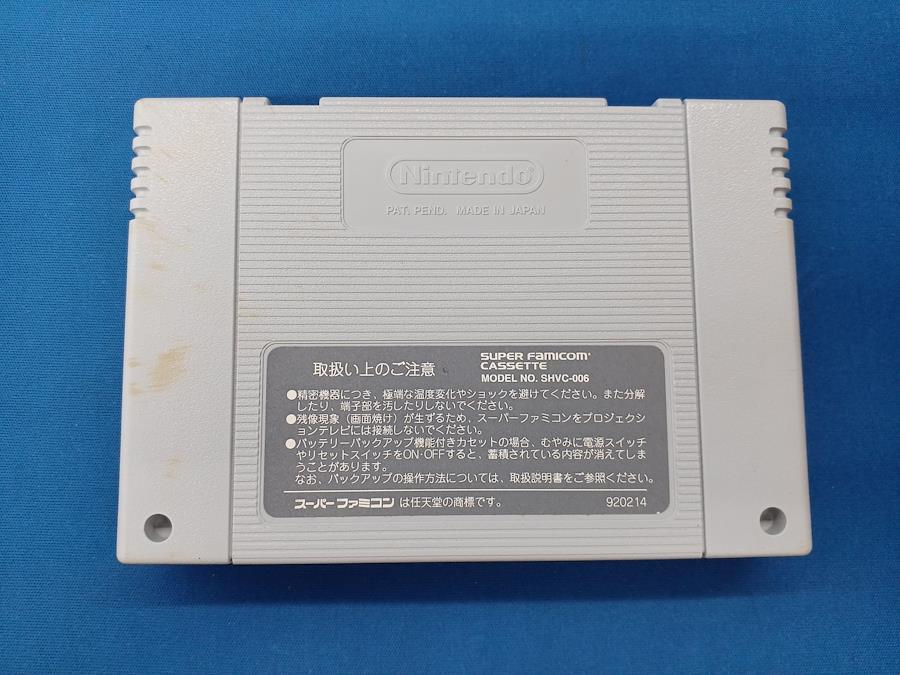 Nintendo®
PAT. PEND. MADE IN JAPAN
取扱い上のご注意
SUPER FAMICOM®
CASSETTE
MODEL NO. SHVC-006
●精密機器につき、極端な温度変化やショックを避けてください。また分解
したり、端子部を汚したりしないでください。
●残像現象（画面焼け）が生ずるため、スーパーファミコンをプロジェクシ
ョンテレビには接続しないでください。
●バッテリーバックアップ機能付きカセットの場合、むやみに電源スイッチ
やリセットスイッチをON·OFFすると、蓄積されている内容が消えてしま
うことがあります。
なお、バックアップの操作方法については、取扱説明書をご参照ください。
スーパーファミコン は任天堂の商標です。
920214